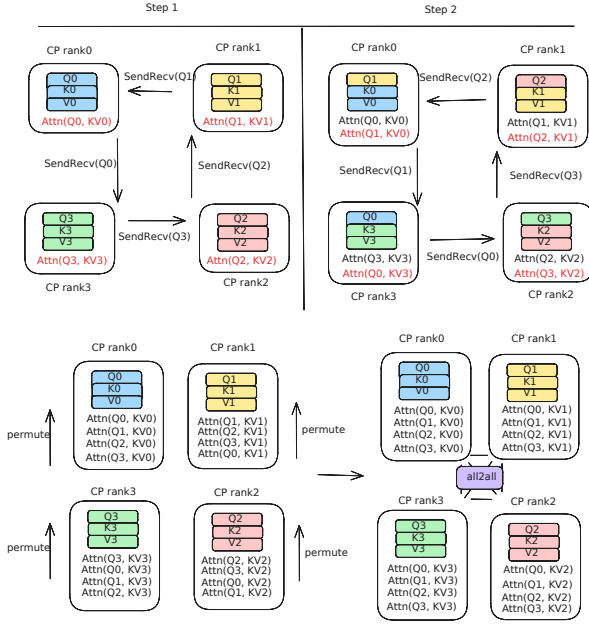 Step 1
Step 2
CP rank0
CP rank1
Q0
K0
V0
Attn(Q0, KV0)
SendRecv(Q1)
Q1
K1
V1
Attn(Q1, KV1)
SendRecv(Q0)
SendRecv(Q2)
Q3
K3
V3
Attn(Q3, KV3)
SendRecv(Q3)
Q2
K2
V2
Attn(Q2, KV2)
CP rank3
CP rank2
CP rank0
CP rank1
Q1
K0
V0
Attn(Q0, KV0)
Attn(Q1, KV0)
SendRecv(Q2)
Q2
K1
V1
Attn(Q1, KV1)
Attn(Q2, KV1)
SendRecv(Q1)
SendRecv(Q3)
Q0
K3
V3
Attn(Q3, KV3)
Attn(Q0, KV3)
SendRecv(Q0)
Q3
K2
V2
Attn(Q2, KV2)
Attn(Q3, KV2)
CP rank3
CP rank2
CP rank0
CP rank1
Q0
K0
V0
Attn(Q0, KV0)
Attn(Q1, KV0)
Attn(Q2, KV0)
Attn(Q3, KV0)
permute
Q1
K1
V1
Attn(Q1, KV1)
Attn(Q2, KV1)
Attn(Q3, KV1)
Attn(Q0, KV1)
permute
CP rank3
CP rank2
Q3
K3
V3
Attn(Q3, KV3)
Attn(Q0, KV3)
Attn(Q1, KV3)
Attn(Q2, KV3)
permute
Q2
K2
V2
Attn(Q2, KV2)
Attn(Q3, KV2)
Attn(Q0, KV2)
Attn(Q1, KV2)
permute
CP rank0
CP rank1
Q0
K0
V0
Attn(Q0, KV0)
Attn(Q1, KV0)
Attn(Q2, KV0)
Attn(Q3, KV0)
Q1
K1
V1
Attn(Q0, KV1)
Attn(Q1, KV1)
Attn(Q2, KV1)
Attn(Q3, KV1)
all2all
CP rank3
CP rank2
Q3
K3
V3
Attn(Q0, KV3)
Attn(Q1, KV3)
Attn(Q2, KV3)
Attn(Q3, KV3)
Q2
K2
V2
Attn(Q0, KV2)
Attn(Q1, KV2)
Attn(Q2, KV2)
Attn(Q3, KV2)